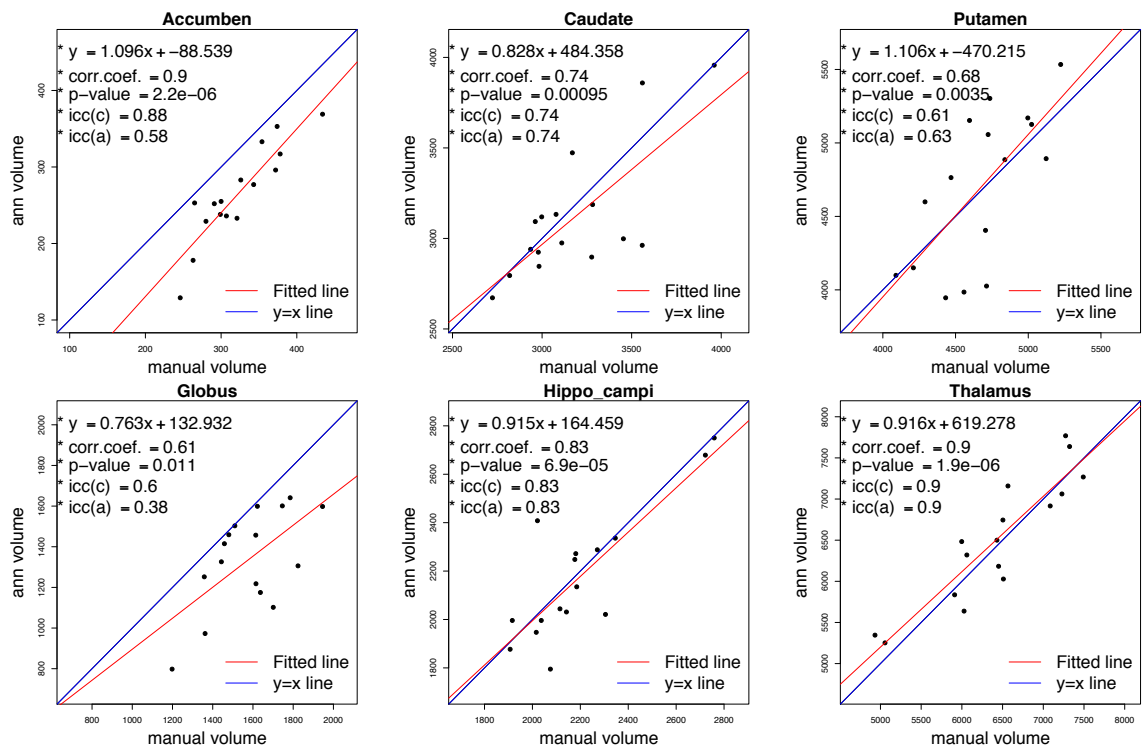 Accumben
* y = 1.096x + −88.539
* corr.coef. = 0.9
* p−value = 2.2e−06
* icc(c) = 0.88
* icc(a) = 0.58
Fitted line
y=x line
ann volume
100
200
300
400
100
200
300
400
manual volume
Caudate
* y = 0.828x + 484.358
* corr.coef. = 0.74
* p−value = 0.00095
* icc(c) = 0.74
* icc(a) = 0.74
Fitted line
y=x line
ann volume
2500
3000
3500
4000
2500
3000
3500
4000
manual volume
Putamen
* y = 1.106x + −470.215
* corr.coef. = 0.68
* p−value = 0.0035
* icc(c) = 0.61
* icc(a) = 0.63
Fitted line
y=x line
ann volume
4000
4500
5000
5500
4000
4500
5000
5500
manual volume
Globus
* y = 0.763x + 132.932
* corr.coef. = 0.61
* p−value = 0.011
* icc(c) = 0.6
* icc(a) = 0.38
Fitted line
y=x line
ann volume
800
1000
1200
1400
1600
1800
2000
800
1000
1200
1400
1600
1800
2000
manual volume
Hippo_campi
* y = 0.915x + 164.459
* corr.coef. = 0.83
* p−value = 6.9e−05
* icc(c) = 0.83
* icc(a) = 0.83
Fitted line
y=x line
ann volume
1800
2000
2200
2400
2600
2800
1800
2000
2200
2400
2600
2800
manual volume
Thalamus
* y = 0.916x + 619.278
* corr.coef. = 0.9
* p−value = 1.9e−06
* icc(c) = 0.9
* icc(a) = 0.9
Fitted line
y=x line
ann volume
5000
5500
6000
6500
7000
7500
8000
5000
5500
6000
6500
7000
7500
8000
manual volume